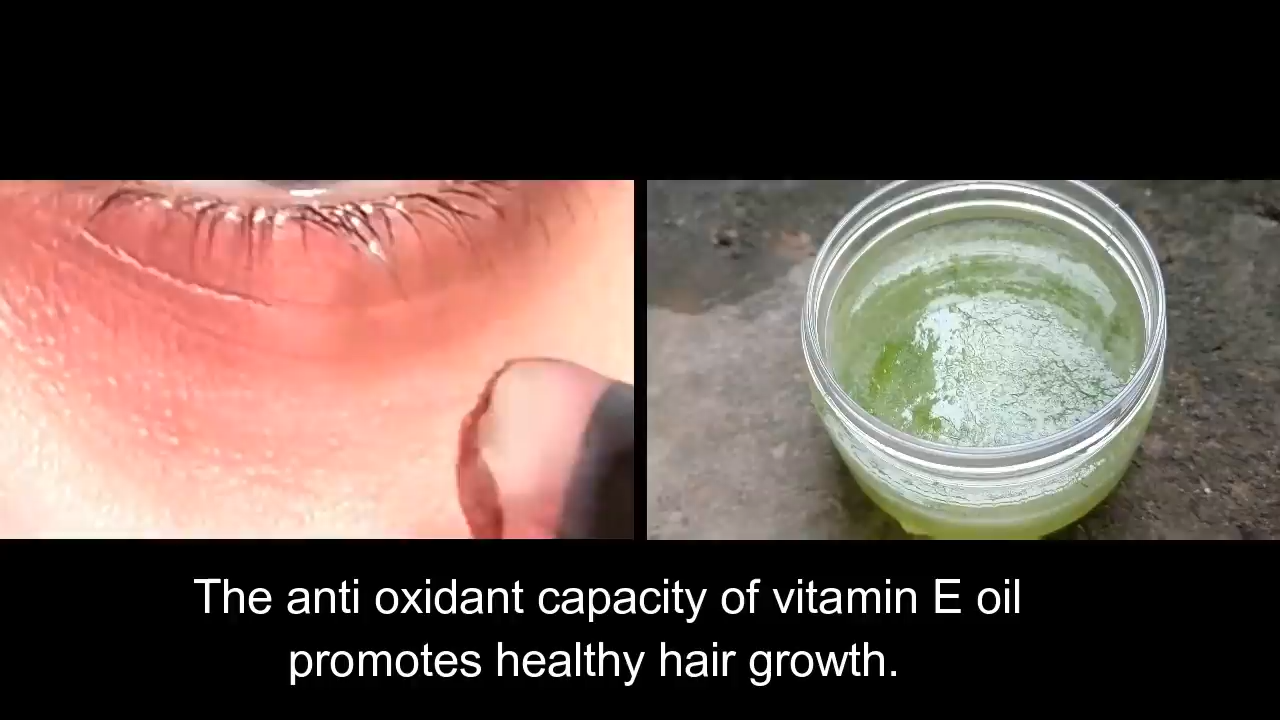 The anti oxidant capacity of vitamin E oil
promotes healthy hair growth.